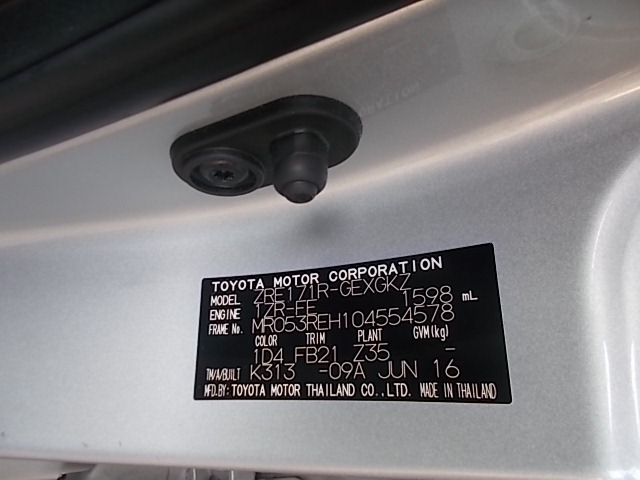 TOYOTA MOTOR CORPORATION
MODEL ZRE171R-GEXGKZ
ENGINE 1ZR-FE 1598 mL
FRAME No. MR053REH104554578
COLOR TRIM PLANT GVM(kg)
1D4 FB21 Z35 -
T/M/A/BUILT K313 -09A JUN 16
MFD.BY: TOYOTA MOTOR THAILAND CO.,LTD. MADE IN THAILAND